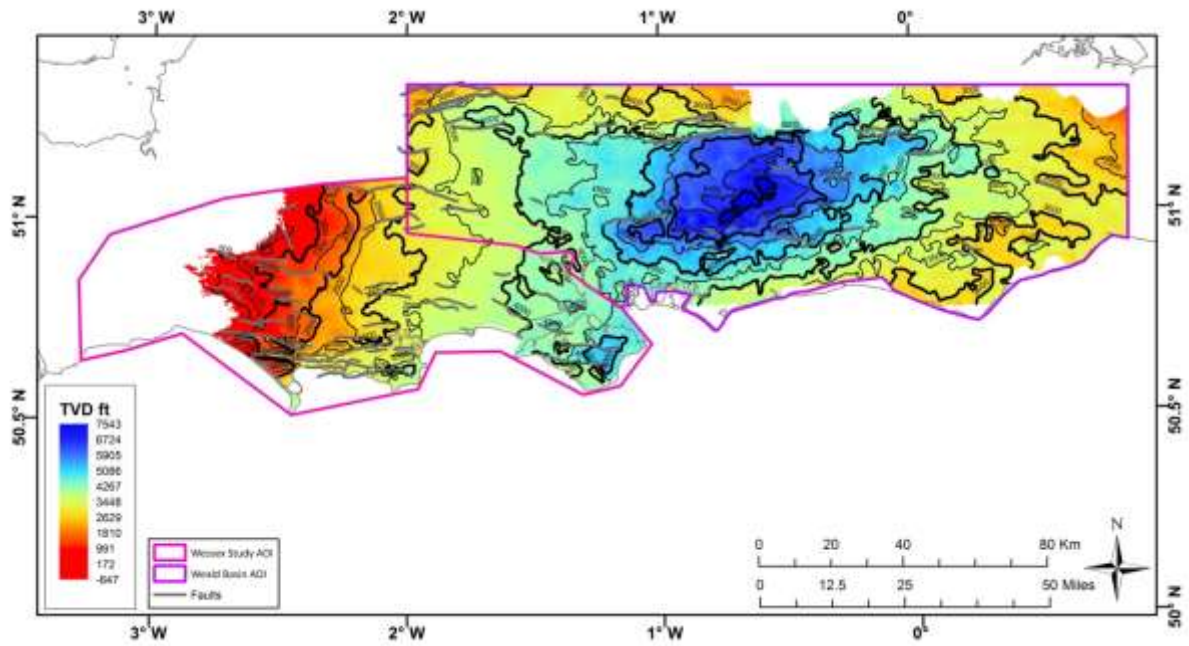 3° W 2° W 1° W 0°
51° N 51° N
50.5° N 50.5° N
TVD ft
7543
6724
5905
5086
4267
3448
2629
1810
991
172
-647
Wessex Study AOI
Weald Basin AOI
Faults
0 20 40 80 Km
0 12.5 25 50 Miles
N
50° N
3° W 2° W 1° W 0°